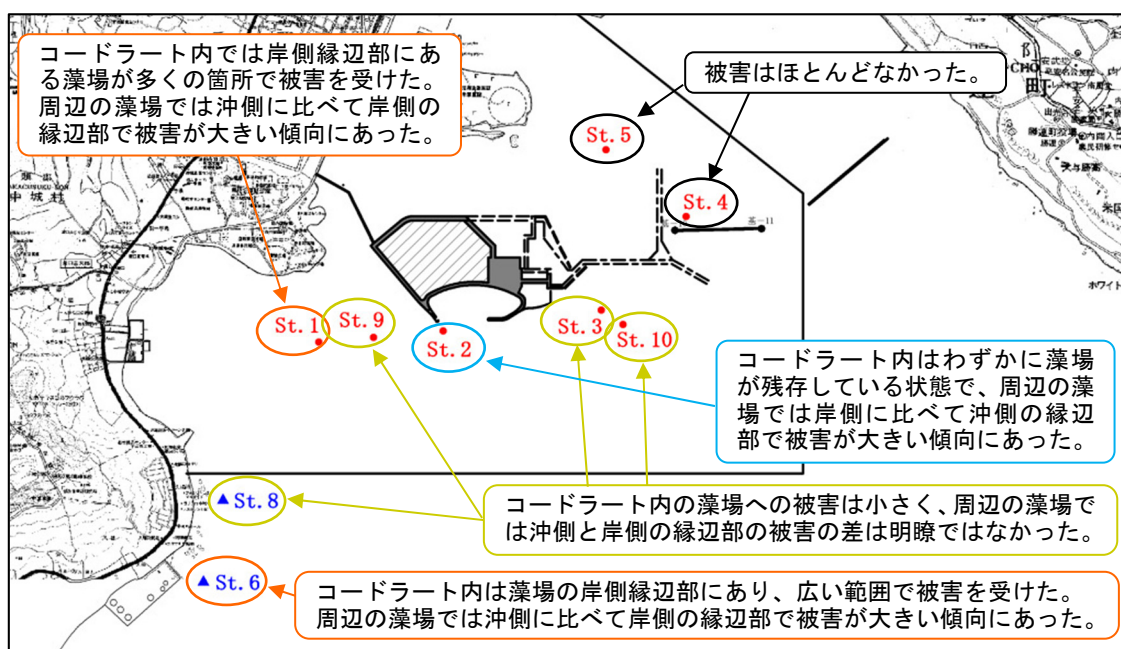 コードラート内では岸側縁辺部にあ
る藻場が多くの箇所で被害を受けた。
周辺の藻場では沖側に比べて岸側の
縁辺部で被害が大きい傾向にあった。
被害はほとんどなかった。
St. 5
St. 4
中城村
町
ホワイト
St. 1
St. 9
St. 2
St. 3
St. 10
コードラート内はわずかに藻場
が残存している状態で、周辺の藻
場では岸側に比べて沖側の縁辺
部で被害が大きい傾向にあった。
St. 8
コードラート内の藻場への被害は小さく、周辺の藻場で
は沖側と岸側の縁辺部の被害の差は明瞭ではなかった。
St. 6
コードラート内は藻場の岸側縁辺部にあり、広い範囲で被害を受けた。
周辺の藻場では沖側に比べて岸側の縁辺部で被害が大きい傾向にあった。